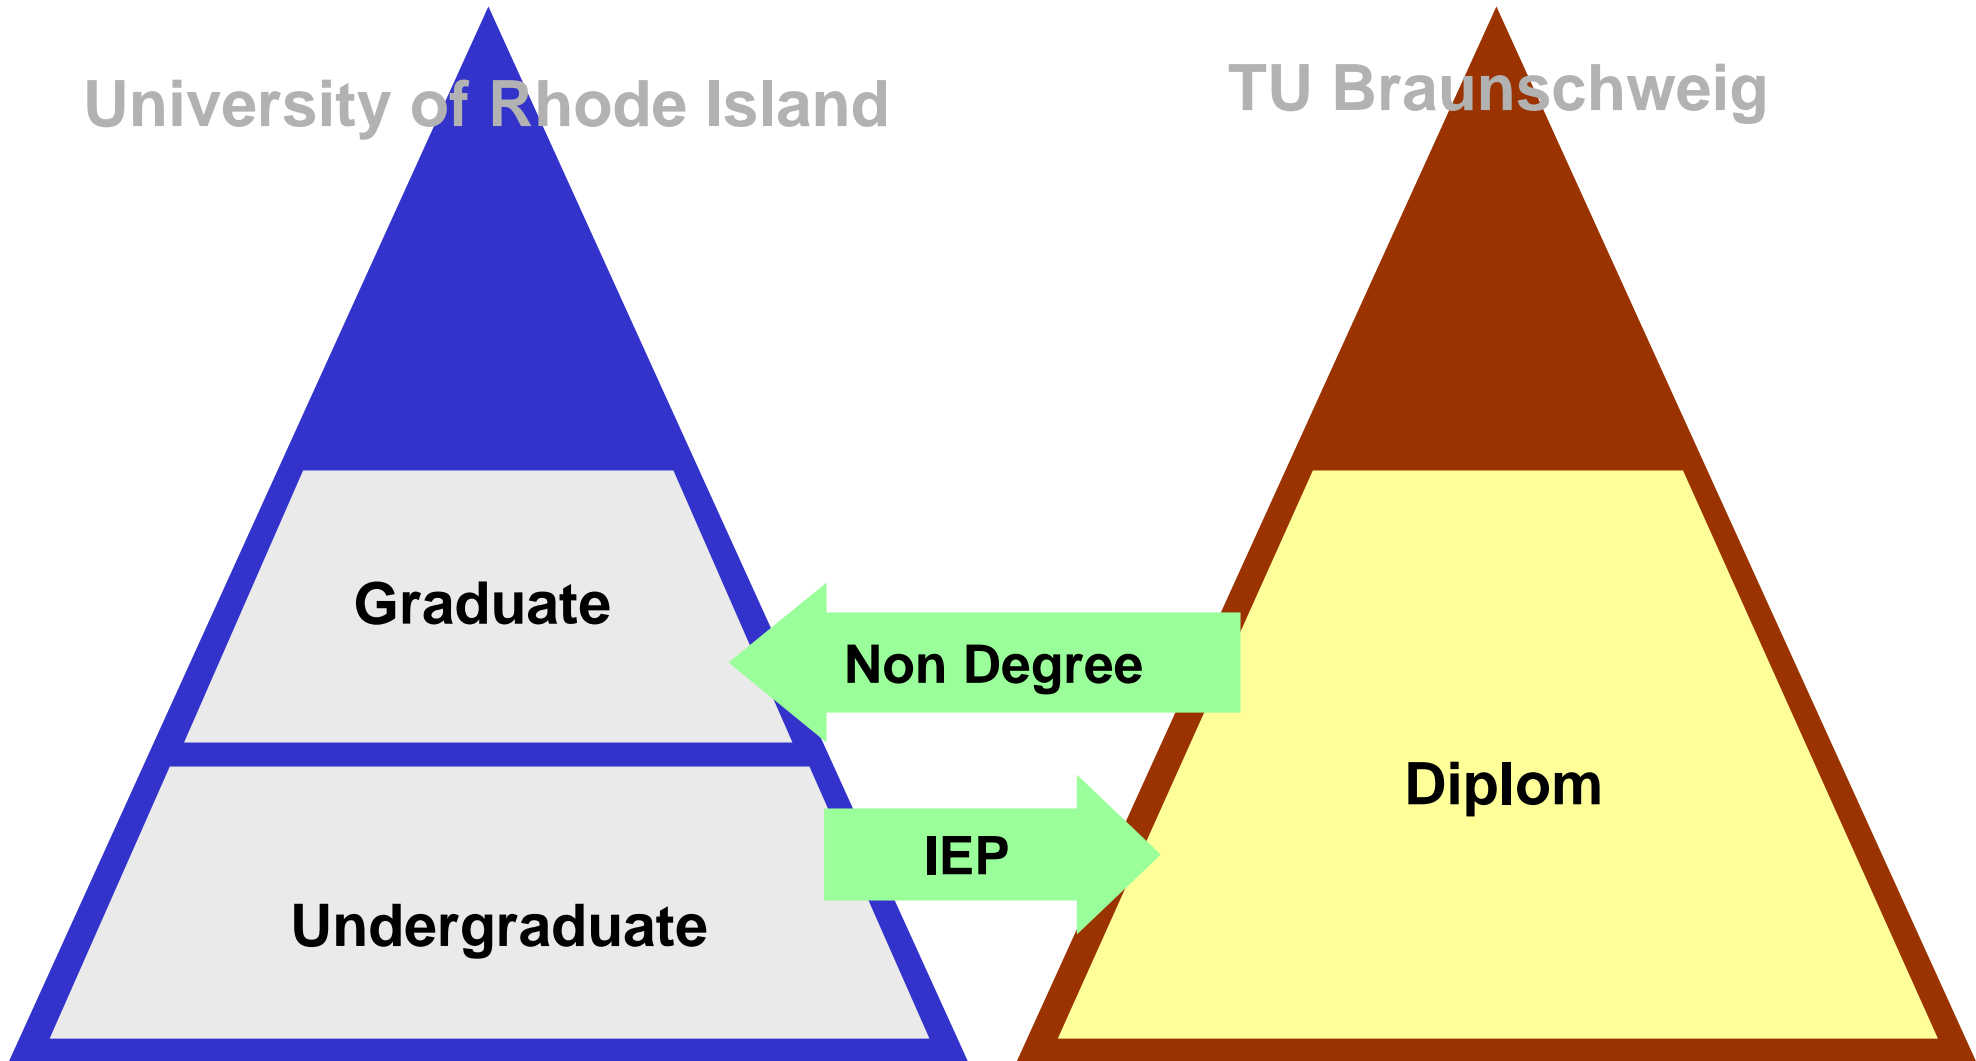 University of Rhode Island
TU Braunschweig
Graduate
Non Degree
Diplom
IEP
Undergraduate